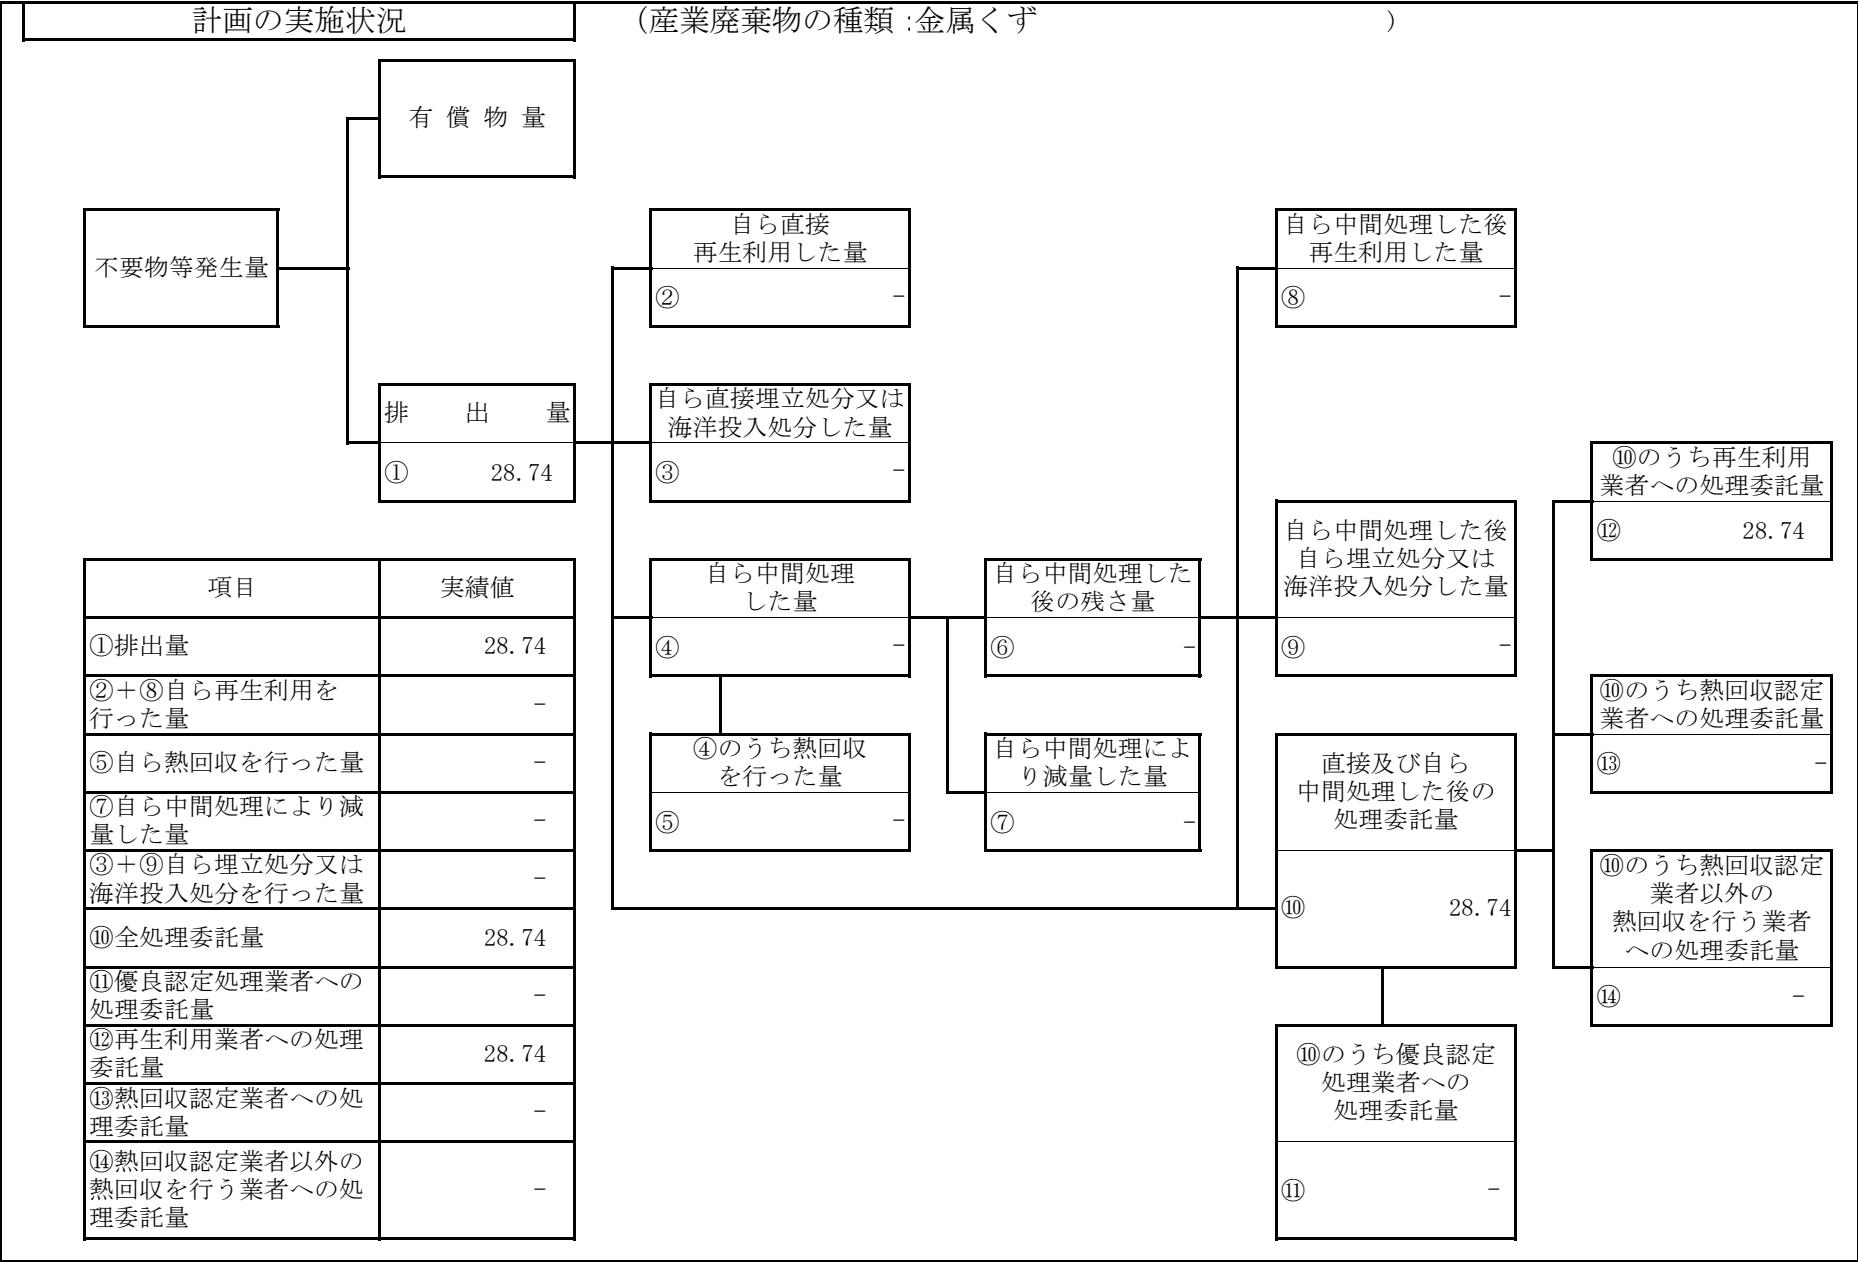 計画の実施状況
（産業廃棄物の種類:金属くず　　　　　　　　　　　）
有 償 物 量
不要物等発生量
自ら直接
再生利用した量
② -
自ら中間処理した後
再生利用した量
⑧ -
排 出 量
① 28.74
自ら直接埋立処分又は
海洋投入処分した量
③ -
⑩のうち再生利用
業者への処理委託量
⑫ 28.74
自ら中間処理した後
自ら埋立処分又は
海洋投入処分した量
⑨ -
自ら中間処理
した量
④ -
自ら中間処理した
後の残さ量
⑥ -
④のうち熱回収
を行った量
⑤ -
自ら中間処理によ
り減量した量
⑦ -
直接及び自ら
中間処理した後の
処理委託量
⑩ 28.74
⑩のうち熱回収認定
業者への処理委託量
⑬ -
⑩のうち熱回収認定
業者以外の
熱回収を行う業者
への処理委託量
⑭ -
⑩のうち優良認定
処理業者への
処理委託量
⑪ -
項目 実績値
①排出量 28.74
②＋⑧自ら再生利用を
行った量 -
⑤自ら熱回収を行った量 -
⑦自ら中間処理により減
量した量 -
③＋⑨自ら埋立処分又は
海洋投入処分を行った量 -
⑩全処理委託量 28.74
⑪優良認定処理業者への
処理委託量 -
⑫再生利用業者への処理
委託量 28.74
⑬熱回収認定業者への処
理委託量 -
⑭熱回収認定業者以外の
熱回収を行う業者への処
理委託量 -